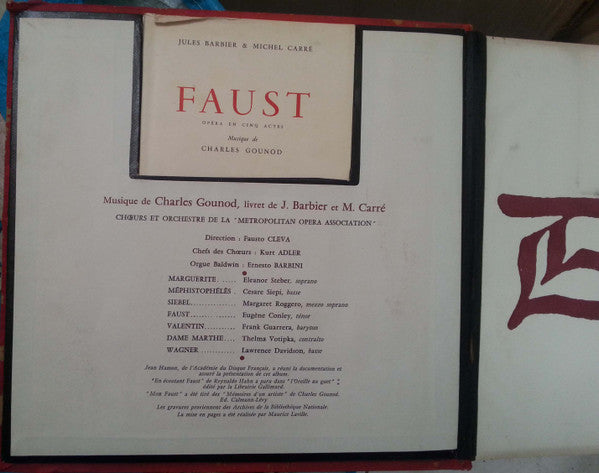 JULES BARBIER & MICHEL CARRÉ
FAUST
OPÉRA EN CINQ ACTES
Musique de
CHARLES GOUNOD
Musique de Charles Gounod, livret de J. Barbier et M. Carré
CHŒURS ET ORCHESTRE DE LA "METROPOLITAN OPERA ASSOCIATION"
Direction : Fausto CLEVA
Chefs des Chœurs : Kurt ADLER
Orgue Baldwin : Ernesto BARBINI
MARGUERITE...... Eleanor Steber, soprano
MÉPHISTOPHÉLÈS . Cesare Siepi, basse
SIEBEL............ Margaret Roggero, mezzo soprano
FAUST............ Eugène Conley, ténor
VALENTIN.......... Frank Guarrera, baryton
DAME MARTHE.... Thelma Votipka, contralto
WAGNER ............ Lawrence Davidson, basse
Jean Hamon, de l'Académie du Disque Français, a réuni la documentation et
assuré la présentation de cet album.
"En écoutant Faust" de Reynaldo Hahn a paru dans "l'Oreille au guet" ;
édité par la Librairie Gallimard.
"Mon Faust" a été tiré des "Mémoires d'un artiste" de Charles Gounod.
Ed. Calmann-Lévy
Les gravures proviennent des Archives de la Bibliothèque Nationale.
La mise en pages a été réalisée par Maurice Laville.